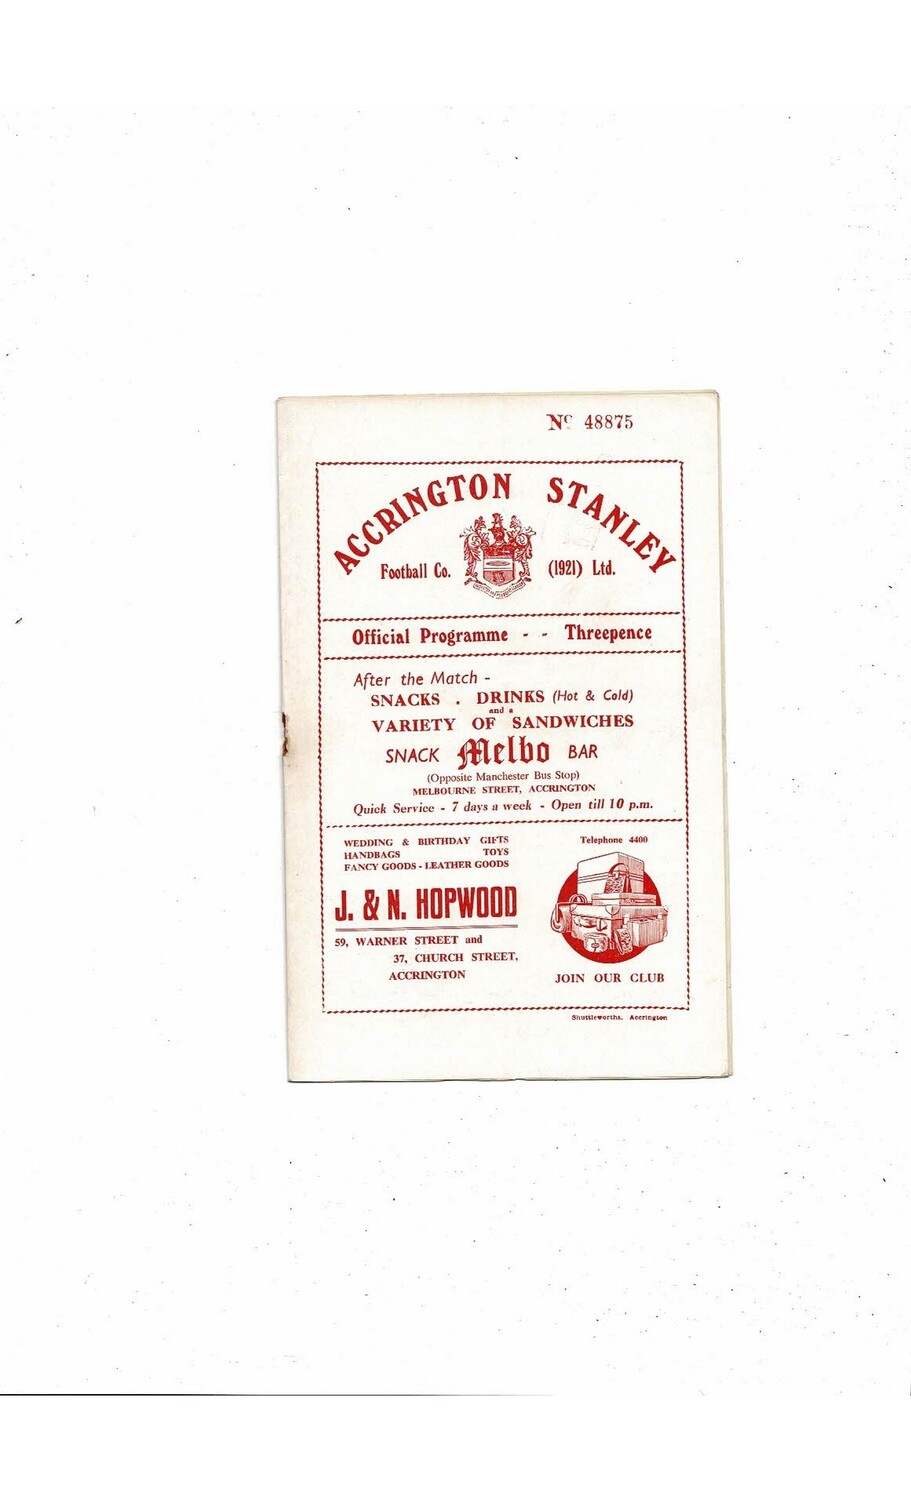 Nº 48875
ACCRINGTON STANLEY
Football Co. (1921) Ltd.
Official Programme - - Threepence
After the Match -
SNACKS . DRINKS (Hot & Cold)
and a
VARIETY OF SANDWICHES
SNACK Melbo BAR
(Opposite Manchester Bus Stop)
MELBOURNE STREET, ACCRINGTON
Quick Service - 7 days a week - Open till 10 p.m.
WEDDING & BIRTHDAY GIFTS
HANDBAGS TOYS
FANCY GOODS - LEATHER GOODS
J. & N. HOPWOOD
59, WARNER STREET and
37, CHURCH STREET,
ACCRINGTON
Telephone 4400
JOIN OUR CLUB
Shuttleworths, Accrington